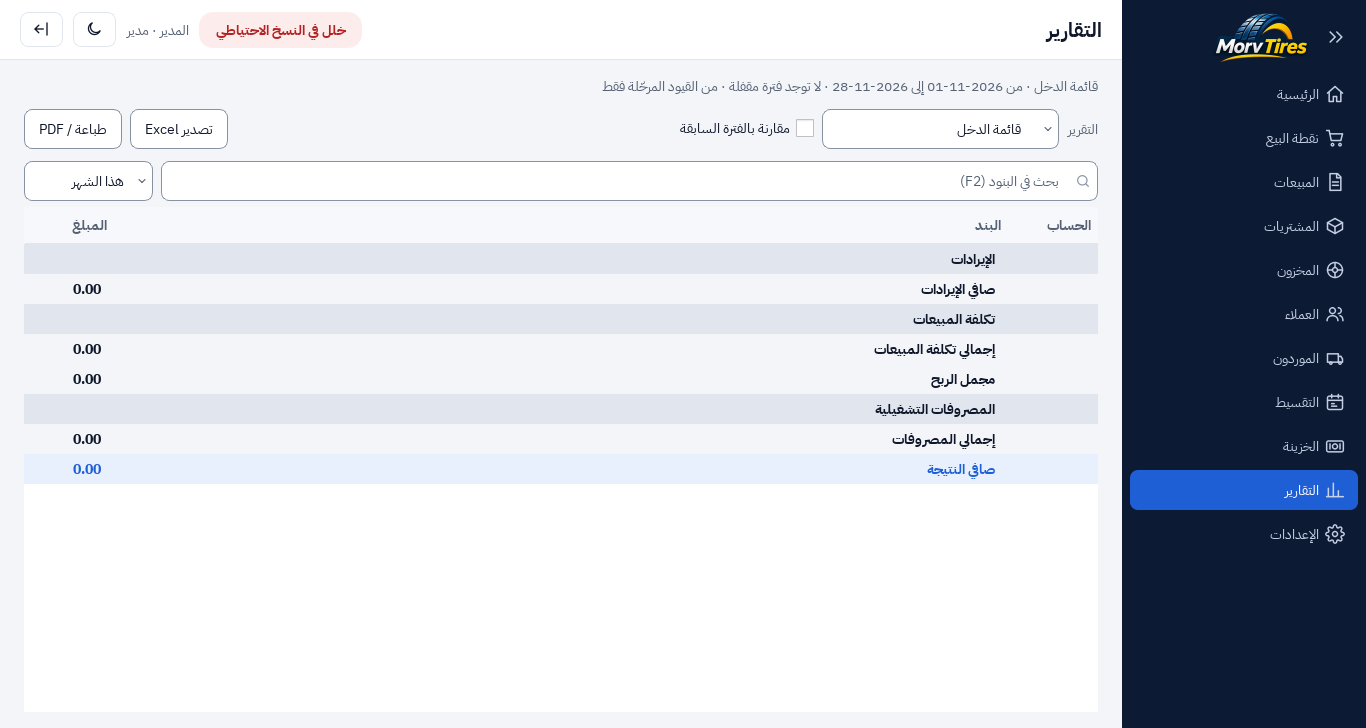 Morv Tires
الرئيسية
نقطة البيع
المبيعات
المشتريات
المخزون
العملاء
الموردون
التقسيط
الخزينة
التقارير
الإعدادات
التقارير
خلل في النسخ الاحتياطي
المدير · مدير
قائمة الدخل · من 2026-11-01 إلى 2026-11-28 · لا توجد فترة مقفلة · من القيود المرحّلة فقط
التقرير قائمة الدخل مقارنة بالفترة السابقة تصدير Excel طباعة / PDF
بحث في البنود (F2) هذا الشهر
الحساب البند المبلغ
الإيرادات
صافي الإيرادات 0.00
تكلفة المبيعات
إجمالي تكلفة المبيعات 0.00
مجمل الربح 0.00
المصروفات التشغيلية
إجمالي المصروفات 0.00
صافي النتيجة 0.00